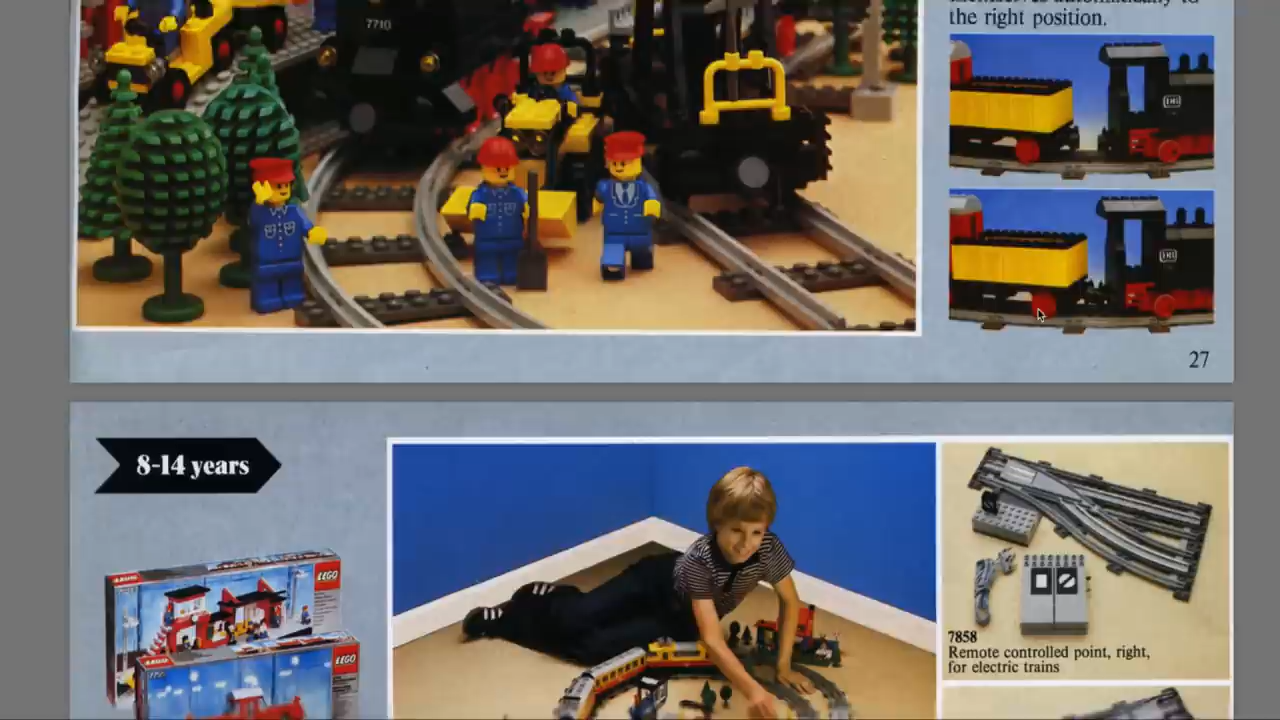 the right position.
7710
27
8-14 years
LEGO
LEGO
7858
Remote controlled point, right,
for electric trains